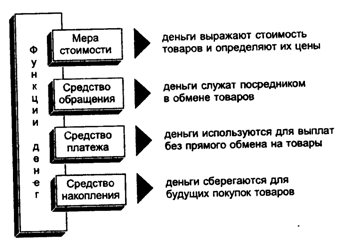 Функции денег
Мера
стоимости
деньги выражают стоимость
товаров и определяют их цены
Средство
обращения
деньги служат посредником
в обмене товаров
Средство
платежа
деньги используются для выплат
без прямого обмена на товары
Средство
накопления
деньги сберегаются для
будущих покупок товаров